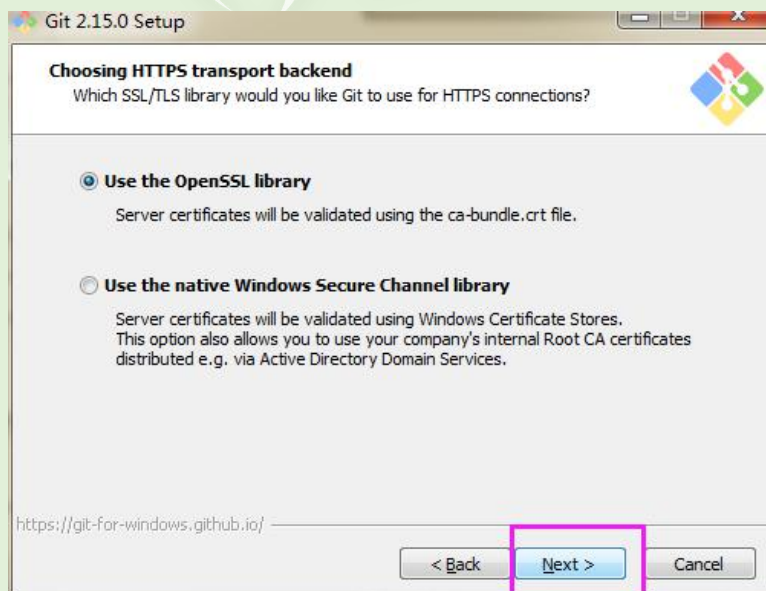 Git 2.15.0 Setup
Choosing HTTPS transport backend
Which SSL/TLS library would you like Git to use for HTTPS connections?
Use the OpenSSL library
Server certificates will be validated using the ca-bundle.crt file.
Use the native Windows Secure Channel library
Server certificates will be validated using Windows Certificate Stores.
This option also allows you to use your company's internal Root CA certificates
distributed e.g. via Active Directory Domain Services.
https://git-for-windows.github.io/
< Back Next > Cancel